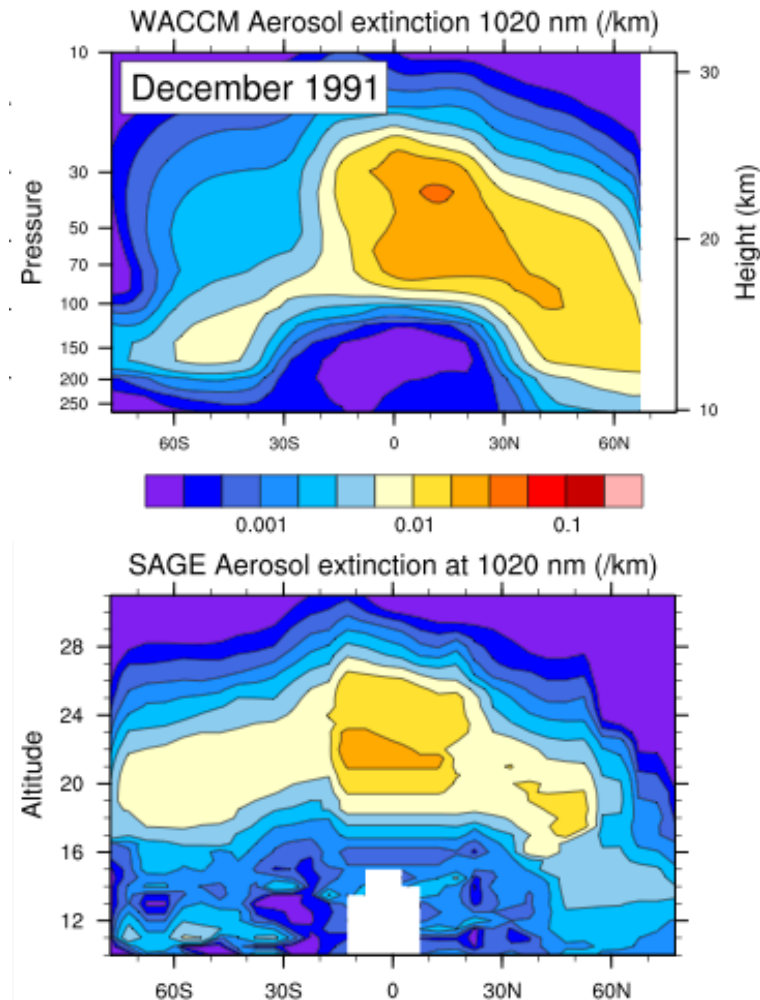 WACCM Aerosol extinction 1020 nm (/km)
December 1991
Pressure
10
30
50
70
100
150
200
250
Height (km)
30
20
10
60S 30S 0 30N 60N
0.001 0.01 0.1
SAGE Aerosol extinction at 1020 nm (/km)
Altitude
28
24
20
16
12
60S 30S 0 30N 60N